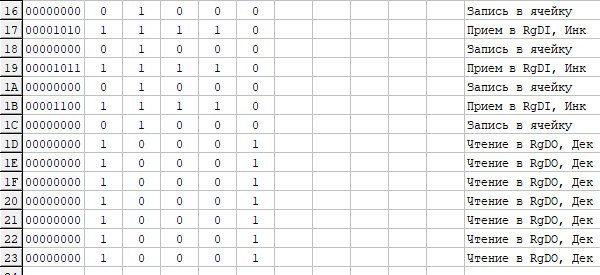 16 00000000 0 1 0 0 0 Запись в ячейку
17 00001010 1 1 1 1 0 Прием в RgDI, Инк
18 00000000 0 1 0 0 0 Запись в ячейку
19 00001011 1 1 1 1 0 Прием в RgDI, Инк
1A 00000000 0 1 0 0 0 Запись в ячейку
1B 00001100 1 1 1 1 0 Прием в RgDI, Инк
1C 00000000 0 1 0 0 0 Запись в ячейку
1D 00000000 1 0 0 0 1 Чтение в RgDO, Дек
1E 00000000 1 0 0 0 1 Чтение в RgDO, Дек
1F 00000000 1 0 0 0 1 Чтение в RgDO, Дек
20 00000000 1 0 0 0 1 Чтение в RgDO, Дек
21 00000000 1 0 0 0 1 Чтение в RgDO, Дек
22 00000000 1 0 0 0 1 Чтение в RgDO, Дек
23 00000000 1 0 0 0 1 Чтение в RgDO, Дек